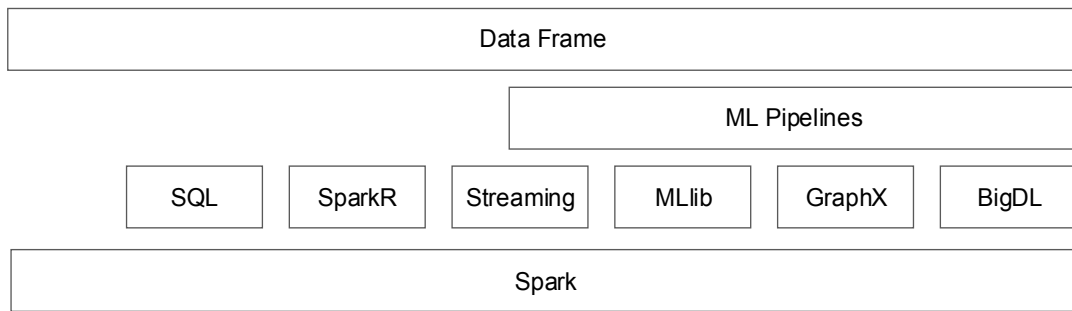 Data Frame
ML Pipelines
SQL SparkR Streaming MLlib GraphX BigDL
Spark